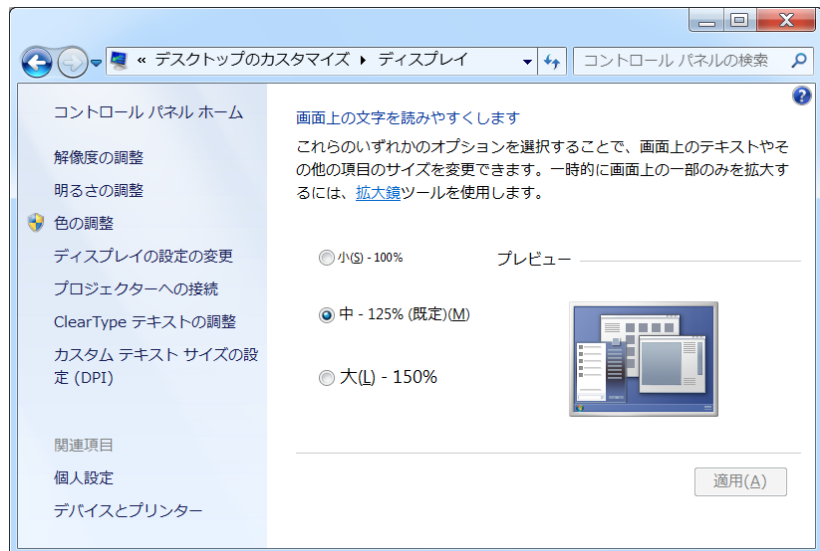 « デスクトップのカスタマイズ ▸ ディスプレイ
コントロール パネルの検索
コントロール パネル ホーム
解像度の調整
明るさの調整
色の調整
ディスプレイの設定の変更
プロジェクターへの接続
ClearType テキストの調整
カスタム テキスト サイズの設
定 (DPI)
関連項目
個人設定
デバイスとプリンター
画面上の文字を読みやすくします
これらのいずれかのオプションを選択することで、画面上のテキストやそ
の他の項目のサイズを変更できます。一時的に画面上の一部のみを拡大す
るには、拡大鏡ツールを使用します。
小(S) - 100%
プレビュー
中 - 125% (既定)(M)
大(L) - 150%
適用(A)